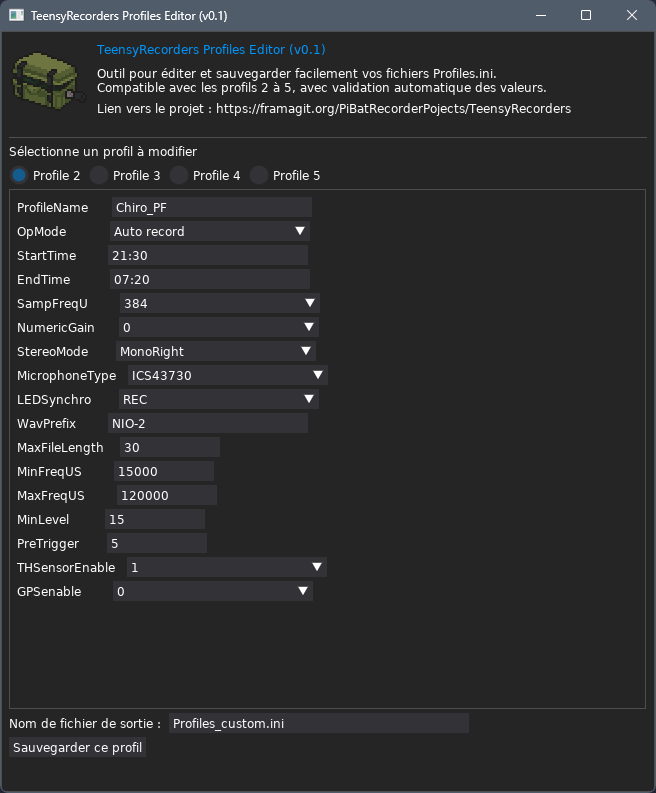 TeensyRecorders Profiles Editor (v0.1)
TeensyRecorders Profiles Editor (v0.1)
Outil pour éditer et sauvegarder facilement vos fichiers Profiles.ini.
Compatible avec les profils 2 à 5, avec validation automatique des valeurs.
Lien vers le projet : https://framagit.org/PiBatRecorderPojects/TeensyRecorders
Sélectionne un profil à modifier
Profile 2 Profile 3 Profile 4 Profile 5
ProfileName Chiro_PF
OpMode Auto record
StartTime 21:30
EndTime 07:20
SampFreqU 384
NumericGain 0
StereoMode MonoRight
MicrophoneType ICS43730
LEDSynchro REC
WavPrefix NIO-2
MaxFileLength 30
MinFreqUS 15000
MaxFreqUS 120000
MinLevel 15
PreTrigger 5
THSensorEnable 1
GPSenable 0
Nom de fichier de sortie : Profiles_custom.ini
Sauvegarder ce profil